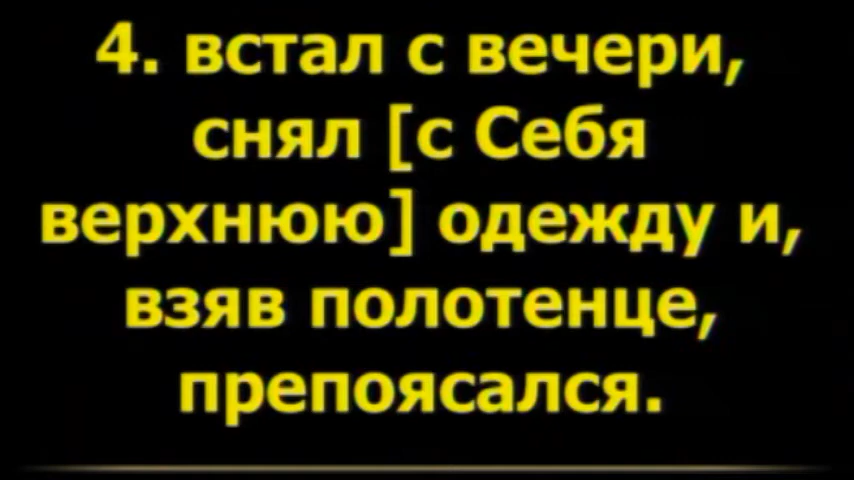 4. встал с вечери,
снял [с Себя
верхнюю] одежду и,
взяв полотенце,
препоясался.